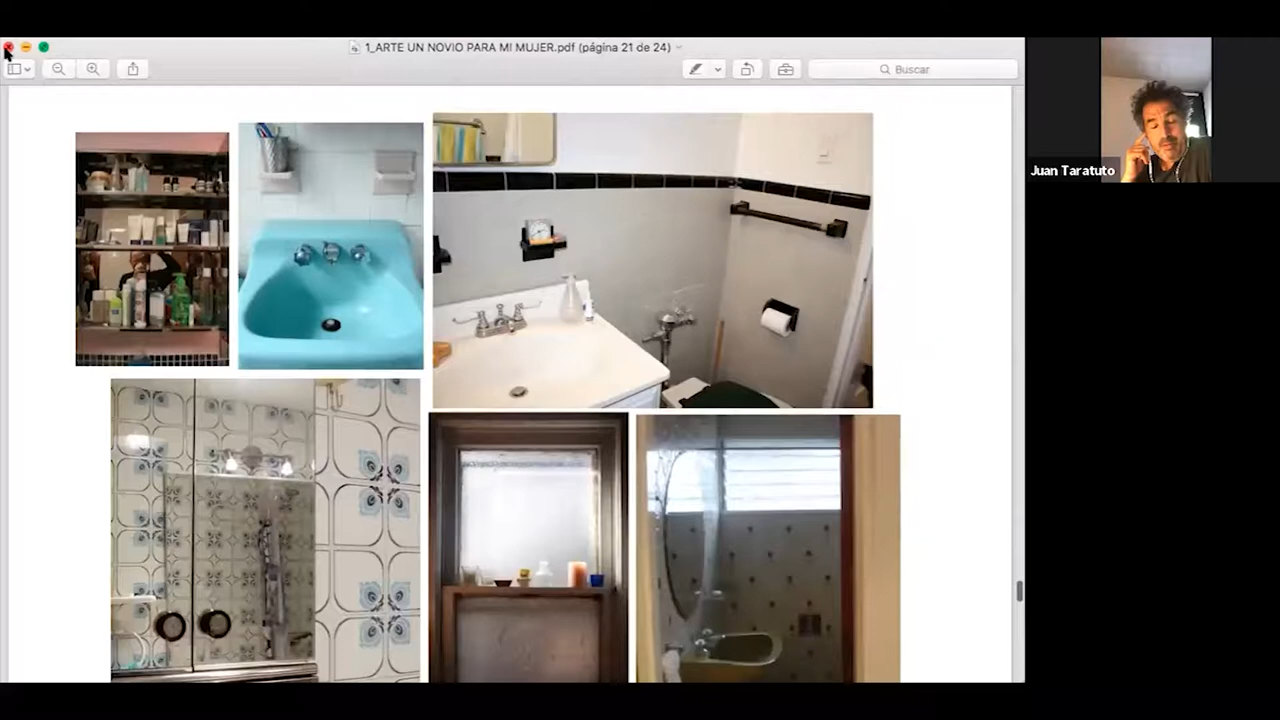 1_ARTE UN NOVIO PARA MI MUJER.pdf (página 21 de 24)
Buscar
Juan Taratuto